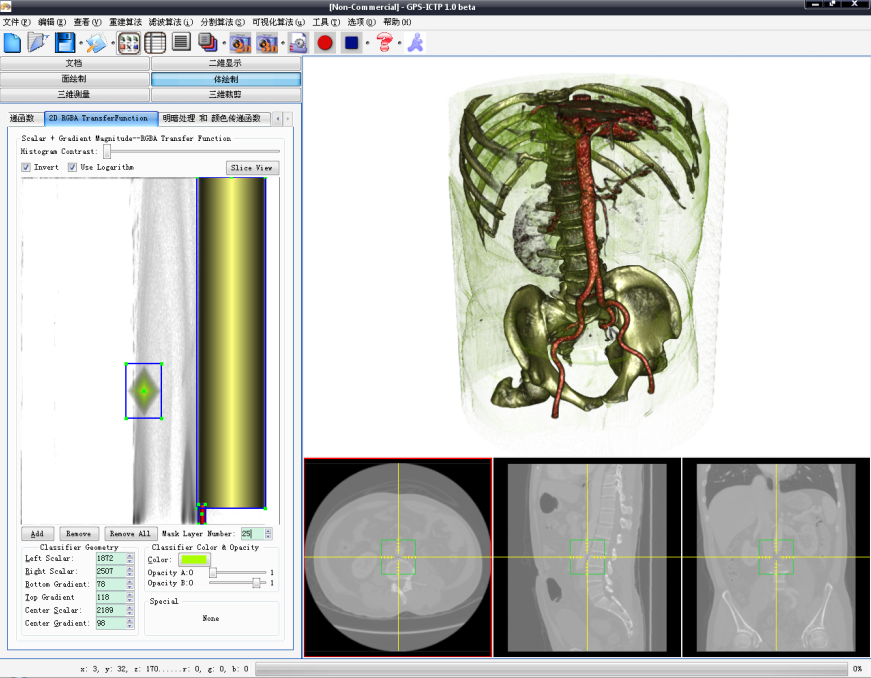 [Non-Commercial] - GPS-ICTP 1.0 beta
文件(F) 编辑(E) 查看(V) 重建算法 滤波算法(i) 分割算法(S) 可视化算法(u) 工具(T) 选项(O) 帮助(H)
文档 二维显示
面绘制 体绘制
三维测量 三维裁剪
通函数 2D RGBA TransferFunction 明暗处理 和 颜色传递函数
Scalar + Gradient Magnitude--RGBA Transfer Function
Histogram Contrast:
Invert Use Logarithm Slice View
Add Remove Remove All Mask Layer Number: 25
Classifier Geometry
Left Scalar: 1872
Right Scalar: 2507
Bottom Gradient: 78
Top Gradient 118
Center Scalar: 2189
Center Gradient: 98
Classifier Color & Opacity
Color:
Opacity A:0 1
Opacity B:0 1
Special
None
x: 3, y: 32, z: 170......r: 0, g: 0, b: 0 0%